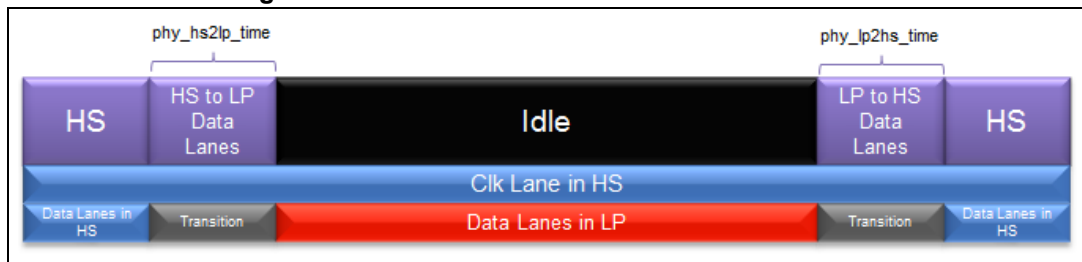 phy_hs2lp_time
phy_lp2hs_time
HS
HS to LP
Data
Lanes
Idle
LP to HS
Data
Lanes
HS
Clk Lane in HS
Data Lanes in
HS
Transition
Data Lanes in LP
Transition
Data Lanes in
HS